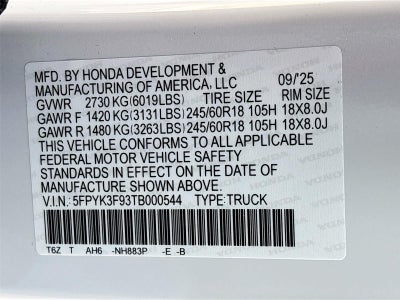 MFD. BY HONDA DEVELOPMENT &
MANUFACTURING OF AMERICA, LLC 09/'25
GVWR 2730 KG(6019LBS) TIRE SIZE RIM SIZE
GAWR F 1420 KG(3131LBS) 245/60R18 105H 18X8.0J
GAWR R 1480 KG(3263LBS) 245/60R18 105H 18X8.0J
THIS VEHICLE CONFORMS TO ALL APPLICABLE
FEDERAL MOTOR VEHICLE SAFETY
STANDARDS IN EFFECT ON THE DATE OF
MANUFACTURE SHOWN ABOVE.
V.I.N.: 5FPYK3F93TB000544 TYPE:TRUCK
T6Z T AH6 -NH883P -E -B